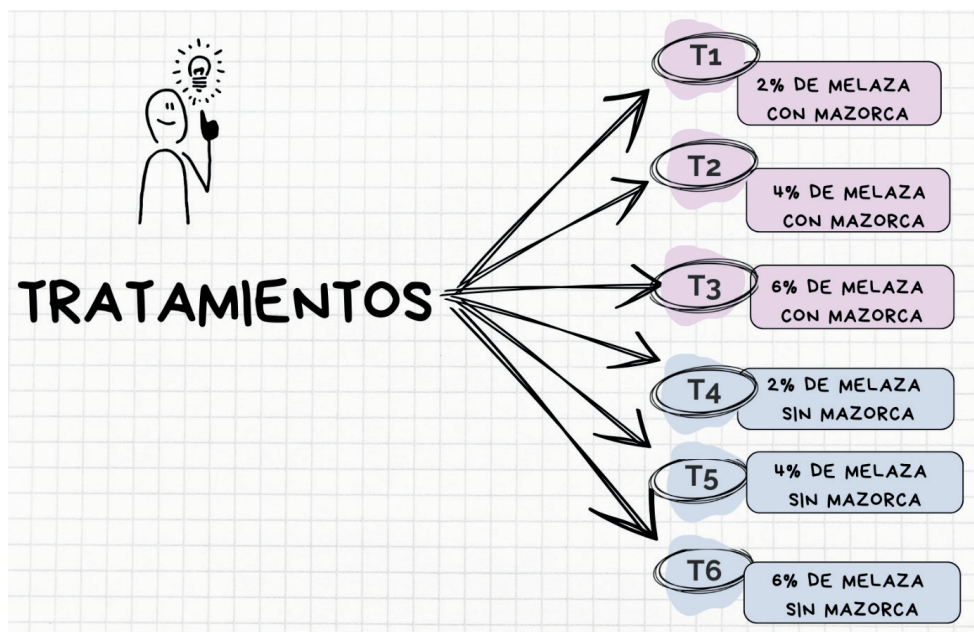 T1
2% DE MELAZA
CON MAZORCA
T2
4% DE MELAZA
CON MAZORCA
TRATAMIENTOS
T3
6% DE MELAZA
CON MAZORCA
T4
2% DE MELAZA
SIN MAZORCA
T5
4% DE MELAZA
SIN MAZORCA
T6
6% DE MELAZA
SIN MAZORCA